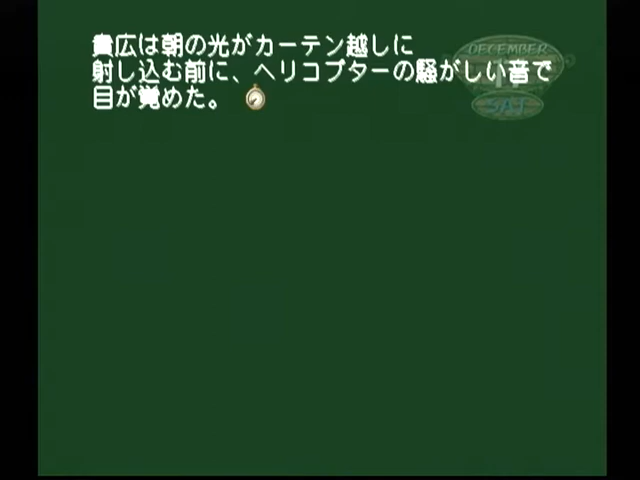 貴広は朝の光がカーテン越しに
射し込む前に、ヘリコプターの騒がしい音で
目が覚めた。
DECEMBER
SAT